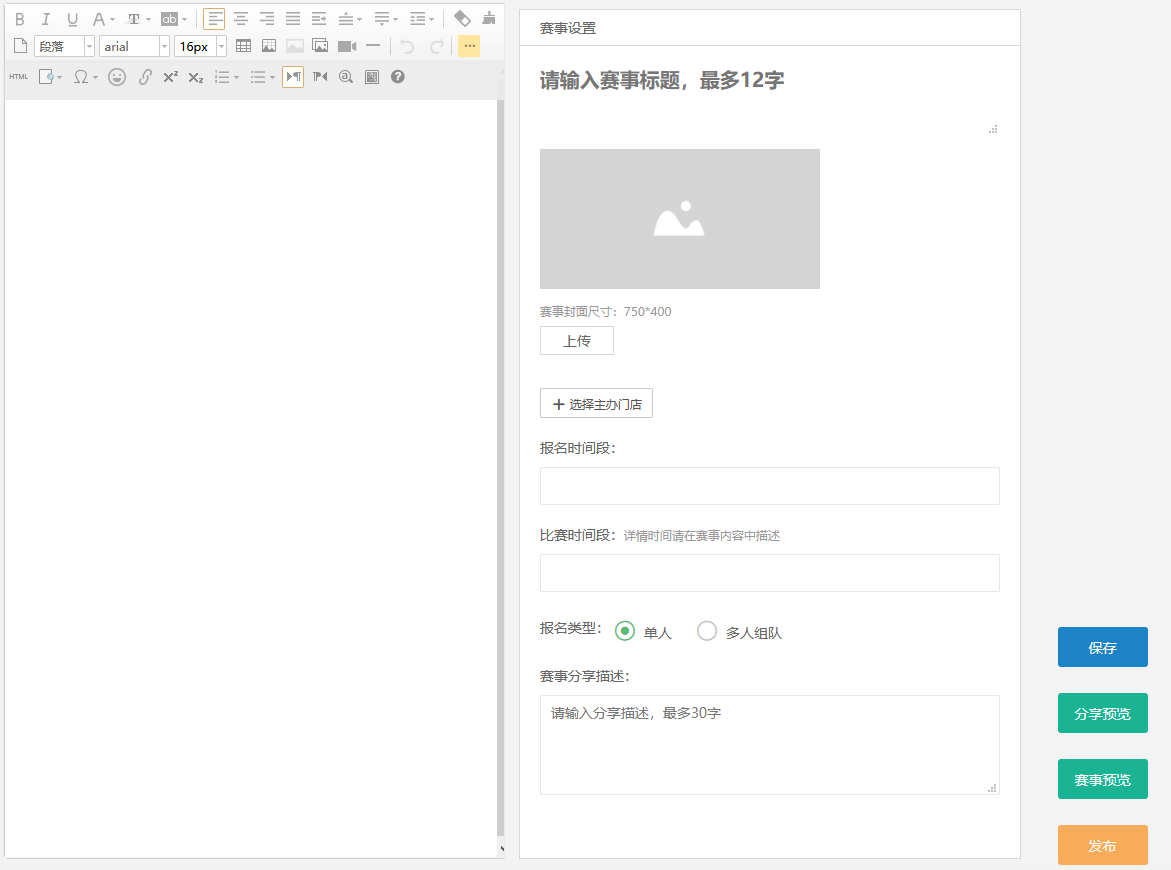 B I U A T ab
段落 arial 16px
HTML
赛事设置
请输入赛事标题，最多12字
赛事封面尺寸：750*400
上传
选择主办门店
报名时间段：
比赛时间段：详情时间请在赛事内容中描述
报名类型： 单人 多人组队
赛事分享描述：
请输入分享描述，最多30字
保存
分享预览
赛事预览
发布